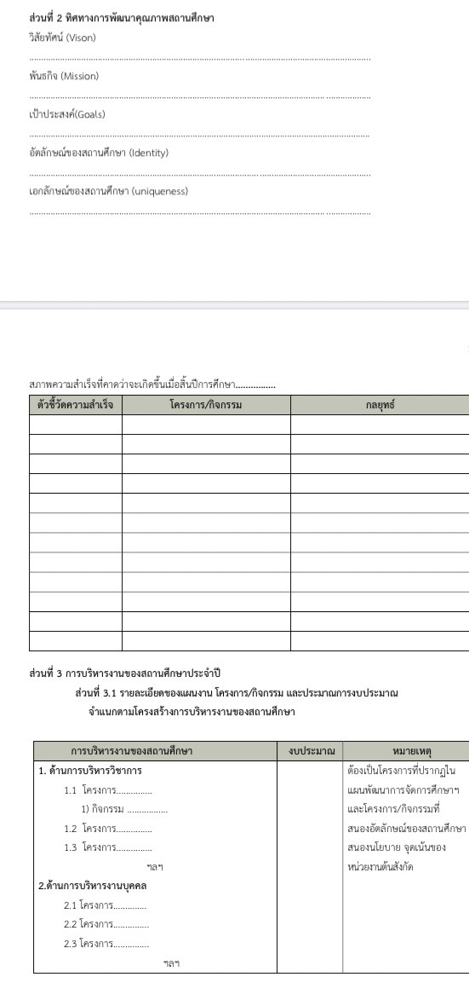 ส่วนที่ 2 ทิศทางการพัฒนาคุณภาพสถานศึกษา
วิสัยทัศน์ (Vison)
................................................................................
พันธกิจ (Mission)
................................................................................
เป้าประสงค์(Goals)
................................................................................
อัตลักษณ์ของสถานศึกษา (Identity)
................................................................................
เอกลักษณ์ของสถานศึกษา (uniqueness)
................................................................................
สภาพความสำเร็จที่คาดว่าจะเกิดขึ้นเมื่อสิ้นปีการศึกษา................
ตัวชี้วัดความสำเร็จ โครงการ/กิจกรรม กลยุทธ์
ส่วนที่ 3 การบริหารงานของสถานศึกษาประจำปี
ส่วนที่ 3.1 รายละเอียดของแผนงาน โครงการ/กิจกรรม และประมาณการงบประมาณ
จำแนกตามโครงสร้างการบริหารงานของสถานศึกษา
การบริหารงานของสถานศึกษา งบประมาณ หมายเหตุ
1. ด้านการบริหารวิชาการ ต้องเป็นโครงการที่ปรากฏใน
1.1 โครงการ.............. แผนพัฒนาการจัดการศึกษาฯ
1) กิจกรรม ................ และโครงการ/กิจกรรมที่
1.2 โครงการ.............. สนองอัตลักษณ์ของสถานศึกษา
1.3 โครงการ.............. สนองนโยบาย จุดเน้นของ
ฯลฯ หน่วยงานต้นสังกัด
2.ด้านการบริหารงานบุคคล
2.1 โครงการ.............
2.2 โครงการ..............
2.3 โครงการ..............
ฯลฯ